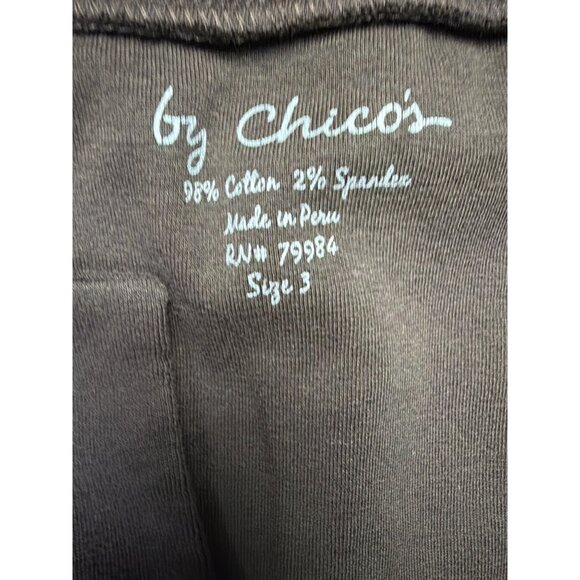 by Chico's
98% Cotton 2% Spandex
Made in Peru
RN# 79984
Size 3